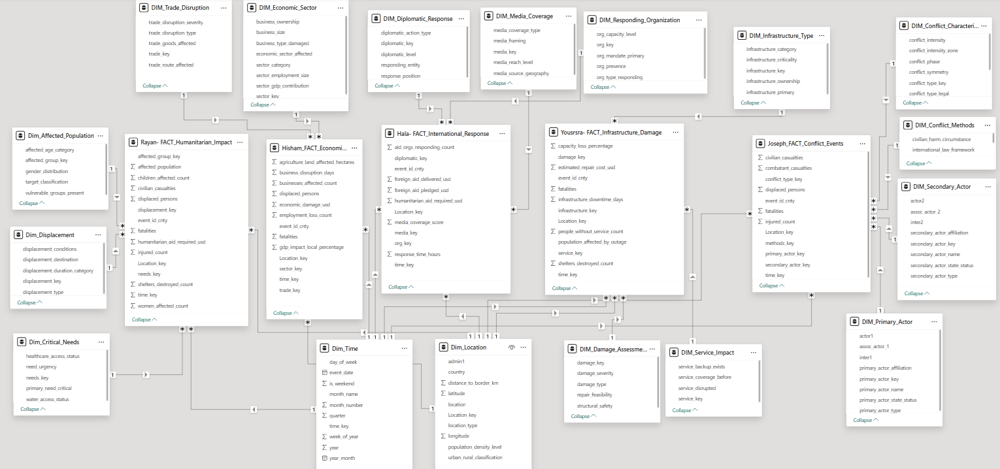 DIM_Trade_Disruption
trade_disruption_severity
trade_disruption_type
trade_goods_affected
trade_key
trade_route_affected
Collapse
DIM_Economic_Sector
business_ownership
business_size
business_type_damaged
economic_sector_affected
sector_category
sector_employment_size
sector_gdp_contribution
sector_key
Collapse
DIM_Diplomatic_Response
diplomatic_action_type
diplomatic_key
diplomatic_level
responding_entity
response_position
Collapse
DIM_Media_Coverage
media_coverage_type
media_framing
media_key
media_reach_level
media_source_geography
Collapse
DIM_Responding_Organization
org_capacity_level
org_key
org_mandate_primary
org_presence
org_type_responding
Collapse
DIM_Infrastructure_Type
infrastructure_category
infrastructure_criticality
infrastructure_key
infrastructure_ownership
infrastructure_primary
Collapse
DIM_Conflict_Characteri...
conflict_intensity
conflict_intensity_zone
conflict_phase
conflict_symmetry
conflict_type_key
conflict_type_legal
Collapse
Dim_Affected_Population
affected_age_category
affected_group_key
gender_distribution
target_classification
vulnerable_groups_present
Collapse
Rayan- FACT_Humanitarian_Impact
affected_group_key
affected_population
children_affected_count
civilian_casualties
displaced_persons
displacement_key
event_id_cnty
fatalities
humanitarian_aid_required_usd
injured_count
Location_key
needs_key
shelters_destroyed_count
time_key
women_affected_count
Collapse
Hisham_FACT_Economi...
agriculture_land_affected_hectares
business_disruption_days
businesses_affected_count
displaced_persons
economic_damage_usd
employment_loss_count
event_id_cnty
fatalities
gdp_impact_local_percentage
Location_key
sector_key
time_key
trade_key
Collapse
Hala- FACT_International_Response
aid_orgs_responding_count
diplomatic_key
event_id_cnty
foreign_aid_delivered_usd
foreign_aid_pledged_usd
humanitarian_aid_required_usd
Location_key
media_coverage_score
media_key
org_key
response_time_hours
time_key
Collapse
Yousrsra- FACT_Infrastructure_Damage
capacity_loss_percentage
damage_key
estimated_repair_cost_usd
event_id_cnty
fatalities
infrastructure_downtime_days
infrastructure_key
Location_key
people_without_service_count
population_affected_by_outage
service_key
shelters_destroyed_count
time_key
Collapse
Joseph_FACT_Conflict_Events
civilian_casualties
combatant_casualties
conflict_type_key
displaced_persons
event_id_cnty
fatalities
injured_count
Location_key
methods_key
primary_actor_key
secondary_actor_key
time_key
Collapse
DIM_Conflict_Methods
civilian_harm_circumstance
international_law_framework
Collapse
DIM_Secondary_Actor
actor2
assoc_actor_2
inter2
secondary_actor_affiliation
secondary_actor_key
secondary_actor_name
secondary_actor_state_status
secondary_actor_type
Collapse
Dim_Displacement
displacement_conditions
displacement_destination
displacement_duration_category
displacement_key
displacement_type
Collapse
Dim_Critical_Needs
healthcare_access_status
need_urgency
needs_key
primary_need_critical
water_access_status
Collapse
Dim_Time
day_of_week
event_date
is_weekend
month_name
month_number
quarter
time_key
week_of_year
year
year_month
Dim_Location
admin1
country
distance_to_border_km
latitude
location
Location_key
location_type
longitude
population_density_level
urban_rural_classification
DIM_Damage_Assessme...
damage_key
damage_severity
damage_type
repair_feasibility
structural_safety
Collapse
DIM_Service_Impact
service_backup_exists
service_coverage_before
service_disrupted
service_key
Collapse
DIM_Primary_Actor
actor1
assoc_actor_1
inter1
primary_actor_affiliation
primary_actor_key
primary_actor_name
primary_actor_state_status
primary_actor_type
Collapse